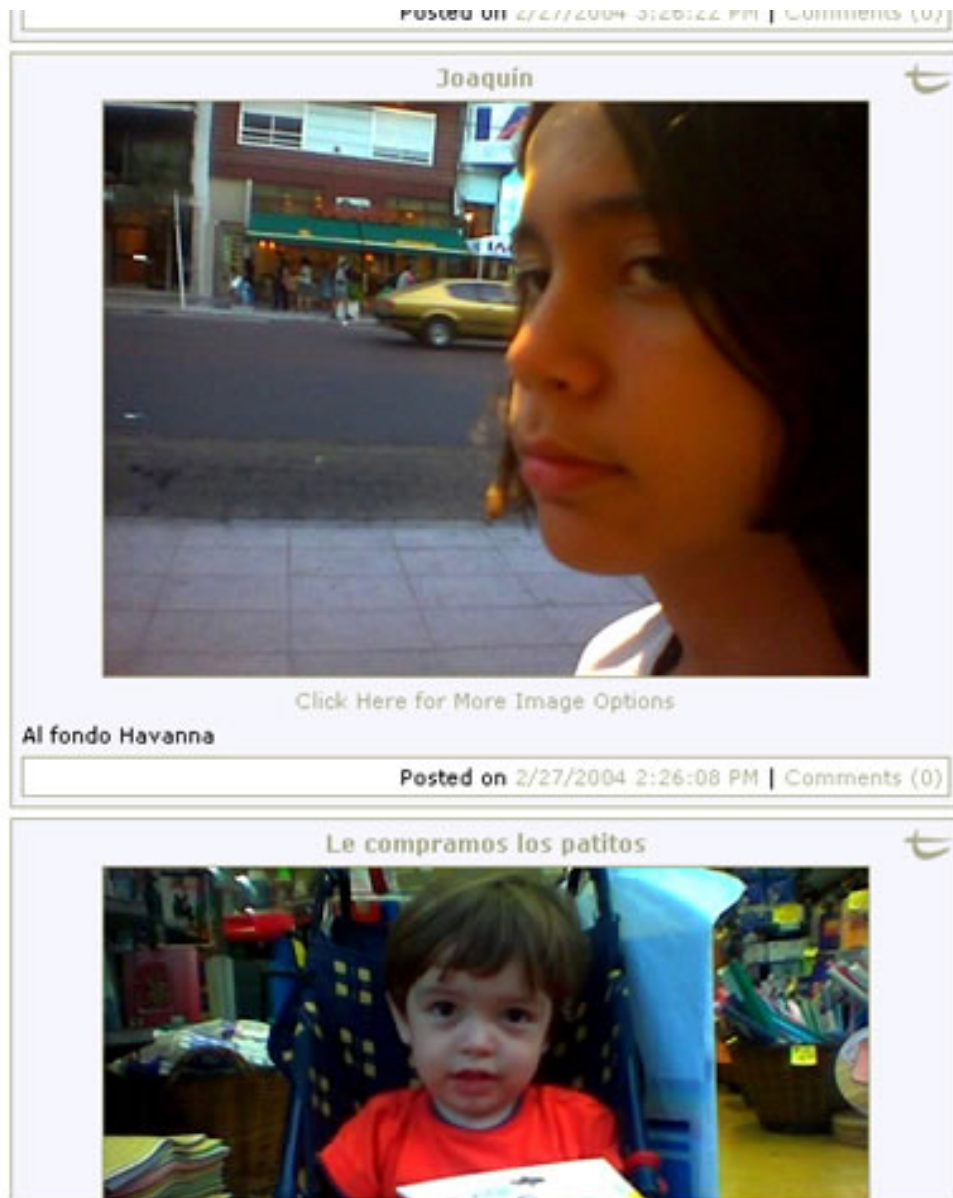 Posted on 2/27/2004 3:26:22 PM | Comments (0)
Joaquín
Click Here for More Image Options
Al fondo Havanna
Posted on 2/27/2004 2:26:08 PM | Comments (0)
Le compramos los patitos